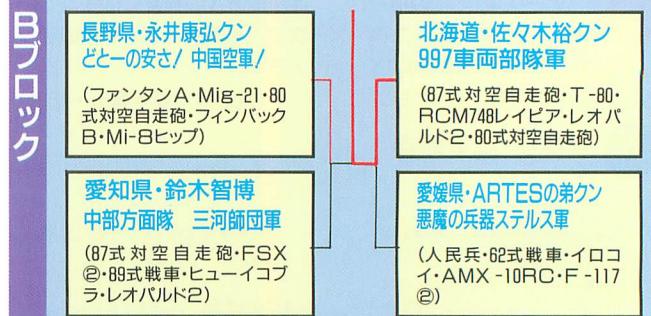 Bブロック
長野県・永井康弘クン
どとーの安さ! 中国空軍!
(ファンタンA・Mig-21・80
式対空自走砲・フィンバック
B・Mi-8ヒップ)
北海道・佐々木裕クン
997車両部隊軍
(87式対空自走砲・T-80・
RCM748レイピア・レオパ
ルド2・80式対空自走砲)
愛知県・鈴木智博
中部方面隊 三河師団軍
(87式対空自走砲・FSX
②・89式戦車・ヒューイコブ
ラ・レオパルド2)
愛媛県・ARTESの弟クン
悪魔の兵器ステルス軍
(人民兵・62式戦車・イロコ
イ・AMX-10RC・F-117
②)